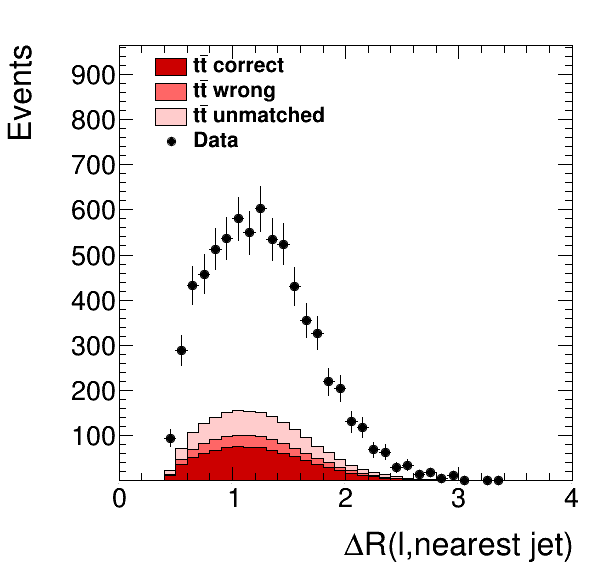 Events
900
800
700
600
500
400
300
200
100
tt̄ correct
tt̄ wrong
tt̄ unmatched
Data
0 1 2 3 4
ΔR(l,nearest jet)